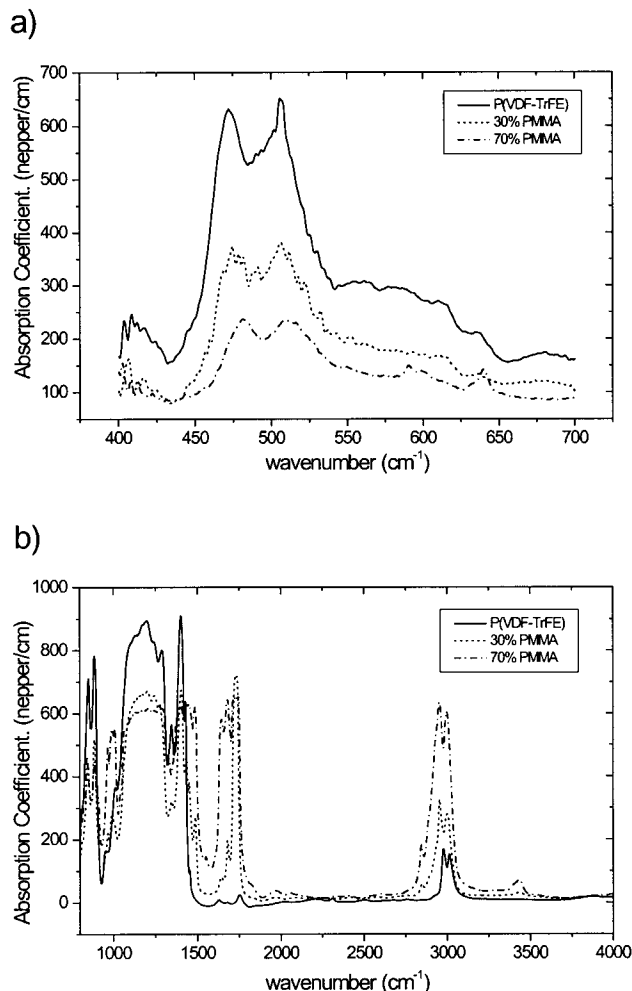 a)
700
600
500
400
300
200
100
Absorption Coefficient. (nepper/cm)
P(VDF-TrFE)
30% PMMA
70% PMMA
400 450 500 550 600 650 700
wavenumber (cm⁻¹)
b)
1000
800
600
400
200
0
Absorption Coefficient. (nepper/cm)
P(VDF-TrFE)
30% PMMA
70% PMMA
1000 1500 2000 2500 3000 3500 4000
wavenumber (cm⁻¹)